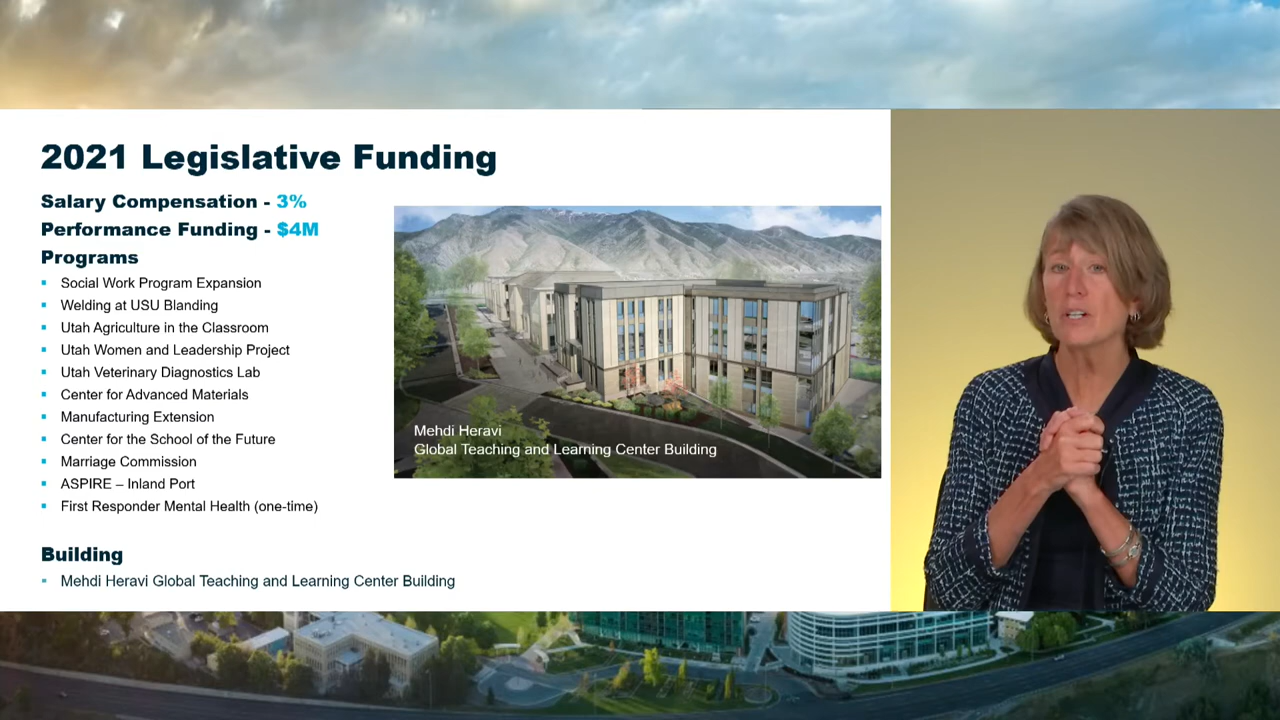 2021 Legislative Funding
Salary Compensation - 3%
Performance Funding - $4M
Programs
Social Work Program Expansion
Welding at USU Blanding
Utah Agriculture in the Classroom
Utah Women and Leadership Project
Utah Veterinary Diagnostics Lab
Center for Advanced Materials
Manufacturing Extension
Center for the School of the Future
Marriage Commission
ASPIRE – Inland Port
First Responder Mental Health (one-time)
Building
Mehdi Heravi Global Teaching and Learning Center Building
Mehdi Heravi
Global Teaching and Learning Center Building